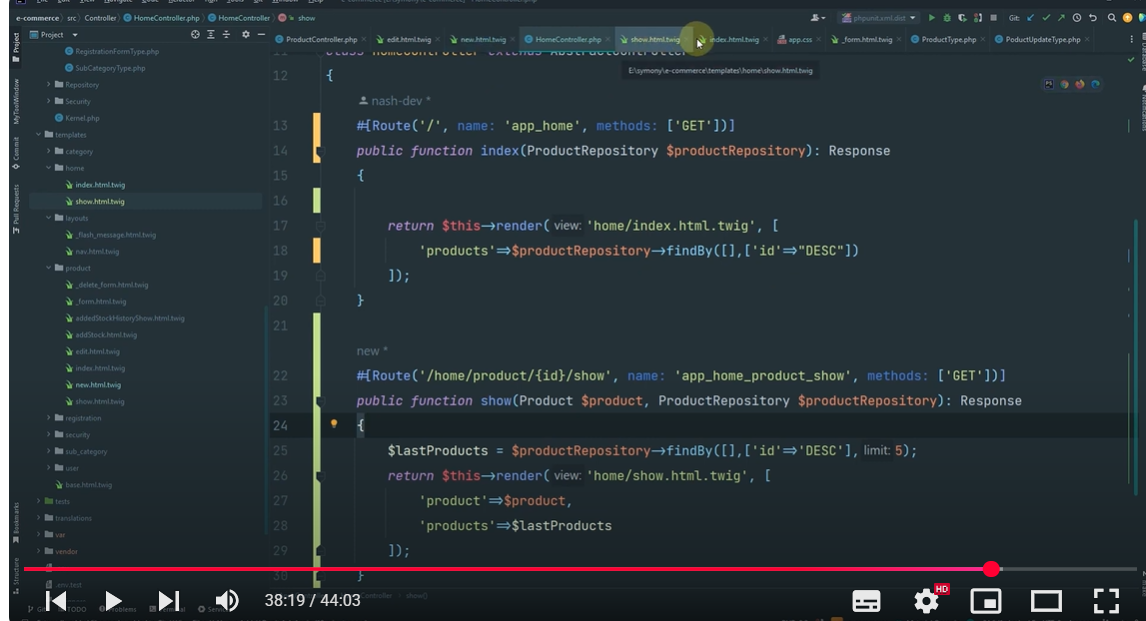 e-commerce src Controller HomeController.php HomeController show
phpunit.xml.dist Git:
Project
ProductController.php edit.html.twig new.html.twig HomeController.php show.html.twig index.html.twig app.css _form.html.twig ProductType.php PoductUpdateType.php
E:\symony\e-commerce\templates\home\show.html.twig
RegistrationFormType.php
SubCategoryType.php
Repository
Security
Kernel.php
templates
category
home
index.html.twig
show.html.twig
layouts
_flash_message.html.twig
nav.html.twig
product
_delete_form.html.twig
_form.html.twig
addedStockHistoryShow.html.twig
addStock.html.twig
edit.html.twig
index.html.twig
new.html.twig
show.html.twig
registration
security
sub_category
user
base.html.twig
tests
translations
var
vendor
.env.test
Project
MyToolWindow
Commit
Pull Requests
Bookmarks
Structure
12 {
nash-dev *
13 #[Route('/', name: 'app_home', methods: ['GET'])]
14 public function index(ProductRepository $productRepository): Response
15 {
16
17 return $this→render( view: 'home/index.html.twig', [
18 'products'⇒$productRepository→findBy([],['id'⇒"DESC"])
19 ]);
20 }
21
new *
22 #[Route('/home/product/{id}/show', name: 'app_home_product_show', methods: ['GET'])]
23 public function show(Product $product, ProductRepository $productRepository): Response
24 {
25 $lastProducts = $productRepository→findBy([],['id'⇒'DESC'], limit: 5);
26 return $this→render( view: 'home/show.html.twig', [
27 'product'⇒$product,
28 'products'⇒$lastProducts
29 ]);
30 }
38:19 / 44:03
HD